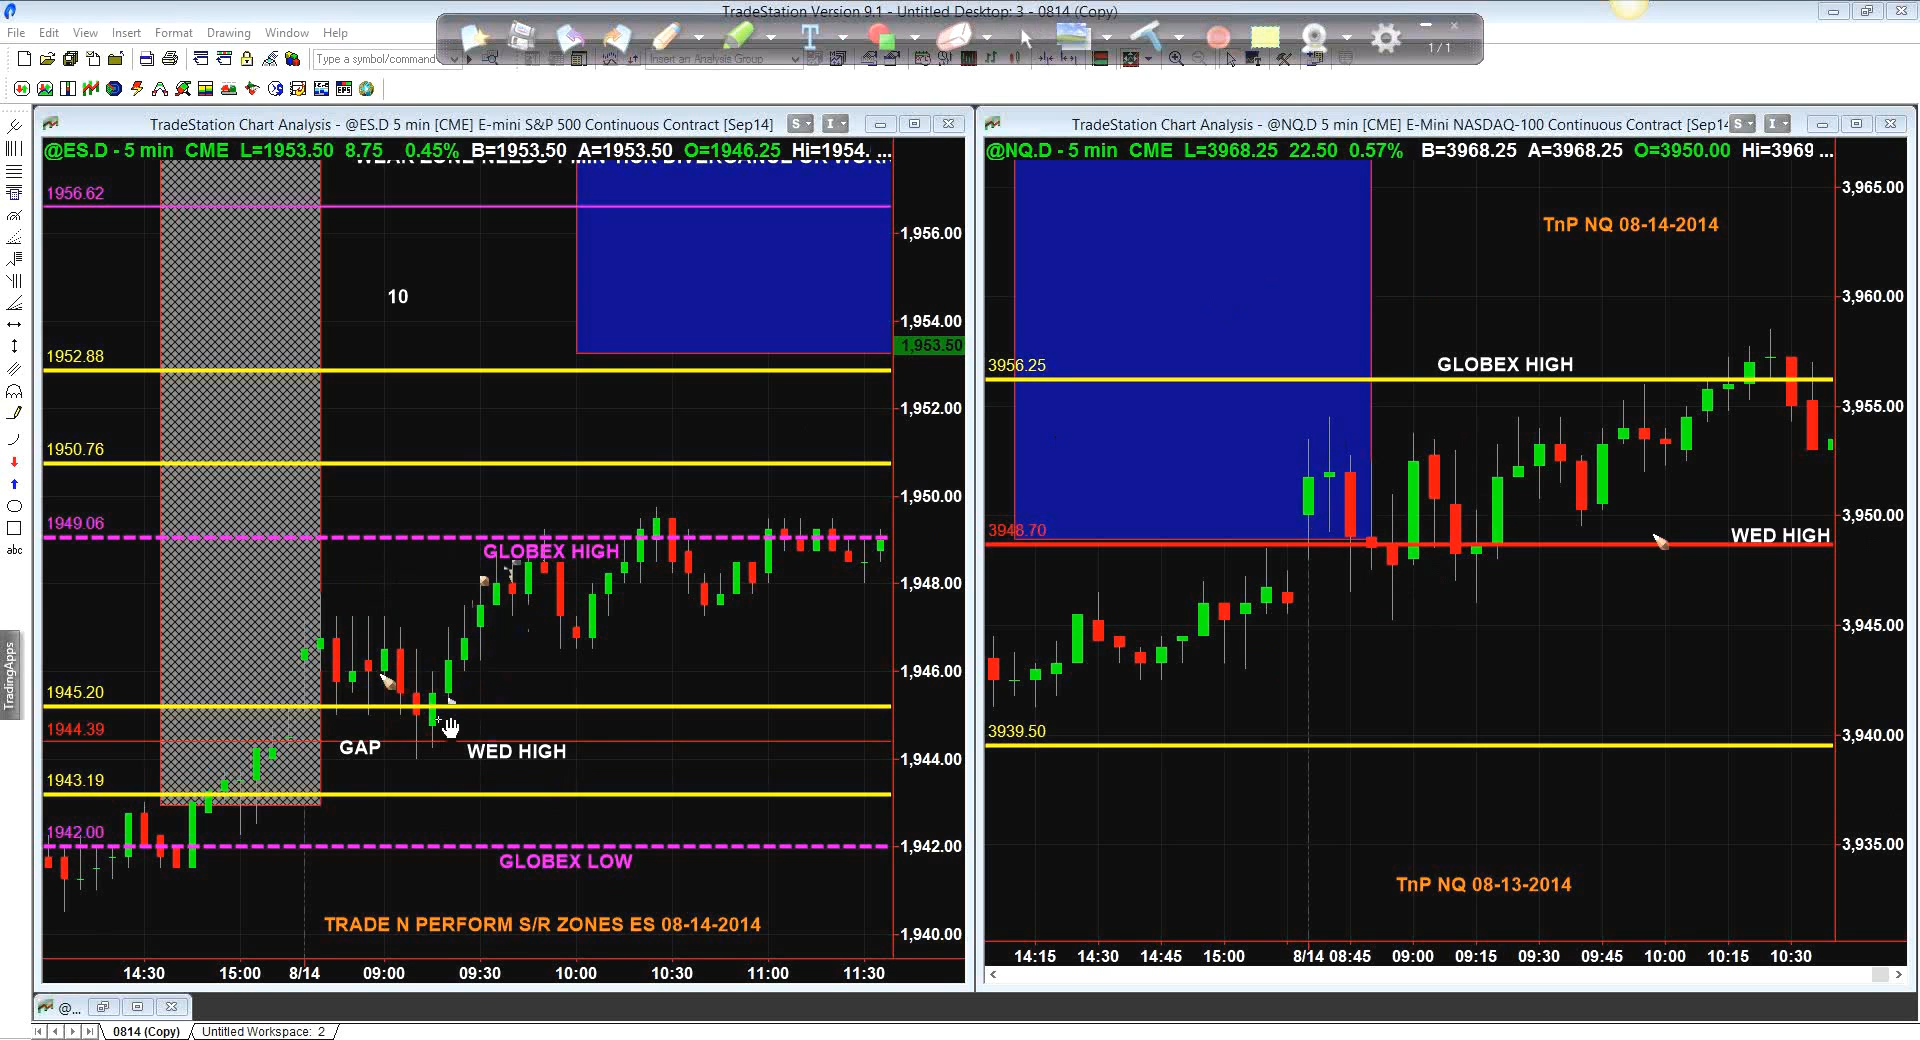 TradeStation Version 9.1 - Untitled Desktop: 3 - 0814 (Copy)
File Edit View Insert Format Drawing Window Help
1 / 1
Type a symbol/command
Insert an Analysis Group
TradeStation Chart Analysis - @ES.D 5 min [CME] E-mini S&P 500 Continuous Contract [Sep14]
S I
@ES.D - 5 min CME L=1953.50 8.75 0.45% B=1953.50 A=1953.50 O=1946.25 Hi=1954. ...
1956.62
1,956.00
10
1,954.00
1,953.50
1952.88
1,952.00
1950.76
1,950.00
1949.06
GLOBEX HIGH
1,948.00
1,946.00
1945.20
1944.39
GAP
WED HIGH
1,944.00
1943.19
1942.00
1,942.00
GLOBEX LOW
TRADE N PERFORM S/R ZONES ES 08-14-2014
1,940.00
14:30 15:00 8/14 09:00 09:30 10:00 10:30 11:00 11:30
TradeStation Chart Analysis - @NQ.D 5 min [CME] E-Mini NASDAQ-100 Continuous Contract [Sep14
S I
@NQ.D - 5 min CME L=3968.25 22.50 0.57% B=3968.25 A=3968.25 O=3950.00 Hi=3969 ...
3,965.00
TnP NQ 08-14-2014
3,960.00
3956.25
GLOBEX HIGH
3,955.00
3948.70
3,950.00
WED HIGH
3,945.00
3939.50
3,940.00
3,935.00
TnP NQ 08-13-2014
14:15 14:30 14:45 15:00 8/14 08:45 09:00 09:15 09:30 09:45 10:00 10:15 10:30
abc
TradingApps
@...
0814 (Copy) Untitled Workspace: 2